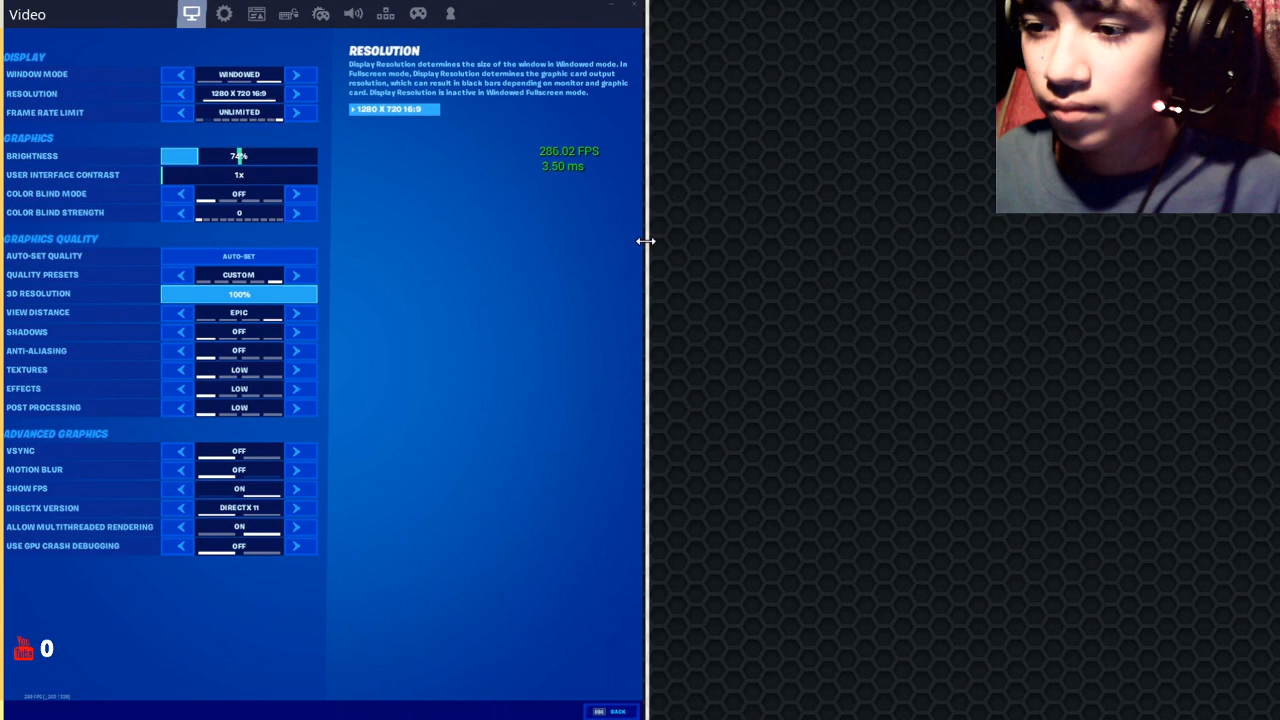 Video
DISPLAY
WINDOW MODE
WINDOWED
RESOLUTION
1280 X 720 16:9
FRAME RATE LIMIT
UNLIMITED
GRAPHICS
BRIGHTNESS
74%
USER INTERFACE CONTRAST
1x
COLOR BLIND MODE
OFF
COLOR BLIND STRENGTH
0
GRAPHICS QUALITY
AUTO-SET QUALITY
AUTO-SET
QUALITY PRESETS
CUSTOM
3D RESOLUTION
100%
VIEW DISTANCE
EPIC
SHADOWS
OFF
ANTI-ALIASING
OFF
TEXTURES
LOW
EFFECTS
LOW
POST PROCESSING
LOW
ADVANCED GRAPHICS
VSYNC
OFF
MOTION BLUR
OFF
SHOW FPS
ON
DIRECTX VERSION
DIRECTX 11
ALLOW MULTITHREADED RENDERING
ON
USE GPU CRASH DEBUGGING
OFF
RESOLUTION
Display Resolution determines the size of the window in Windowed mode. In
Fullscreen mode, Display Resolution determines the graphic card output
resolution, which can result in black bars depending on monitor and graphic
card. Display Resolution is inactive in Windowed Fullscreen mode.
1280 X 720 16:9
286.02 FPS
3.50 ms
You
Tube
0
BACK